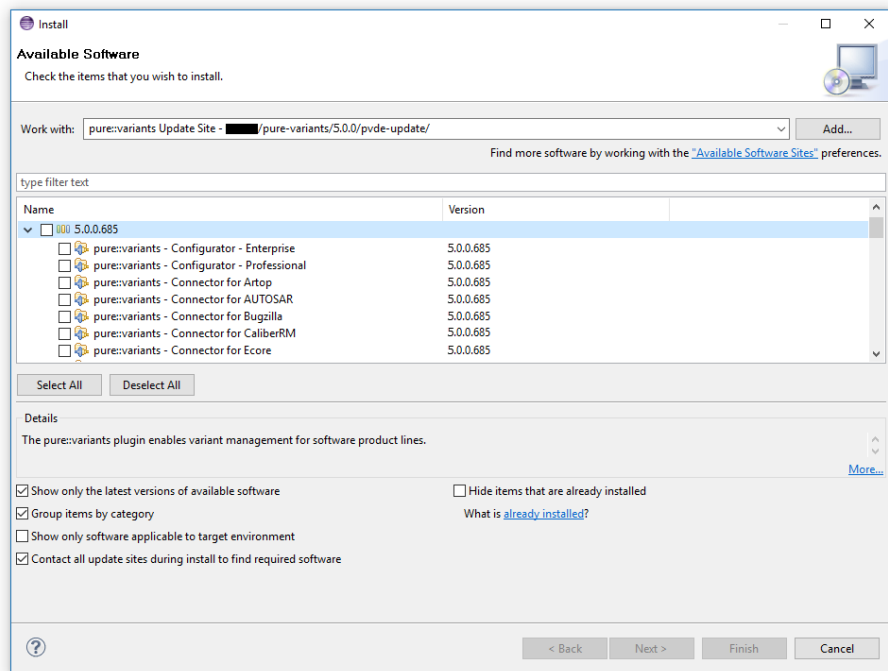 Install
Available Software
Check the items that you wish to install.
Work with: pure::variants Update Site - /pure-variants/5.0.0/pvde-update/ Add...
Find more software by working with the "Available Software Sites" preferences.
type filter text
Name Version
5.0.0.685
pure::variants - Configurator - Enterprise 5.0.0.685
pure::variants - Configurator - Professional 5.0.0.685
pure::variants - Connector for Artop 5.0.0.685
pure::variants - Connector for AUTOSAR 5.0.0.685
pure::variants - Connector for Bugzilla 5.0.0.685
pure::variants - Connector for CaliberRM 5.0.0.685
pure::variants - Connector for Ecore 5.0.0.685
Select All Deselect All
Details
The pure::variants plugin enables variant management for software product lines.
More...
Show only the latest versions of available software Hide items that are already installed
Group items by category What is already installed?
Show only software applicable to target environment
Contact all update sites during install to find required software
? < Back Next > Finish Cancel